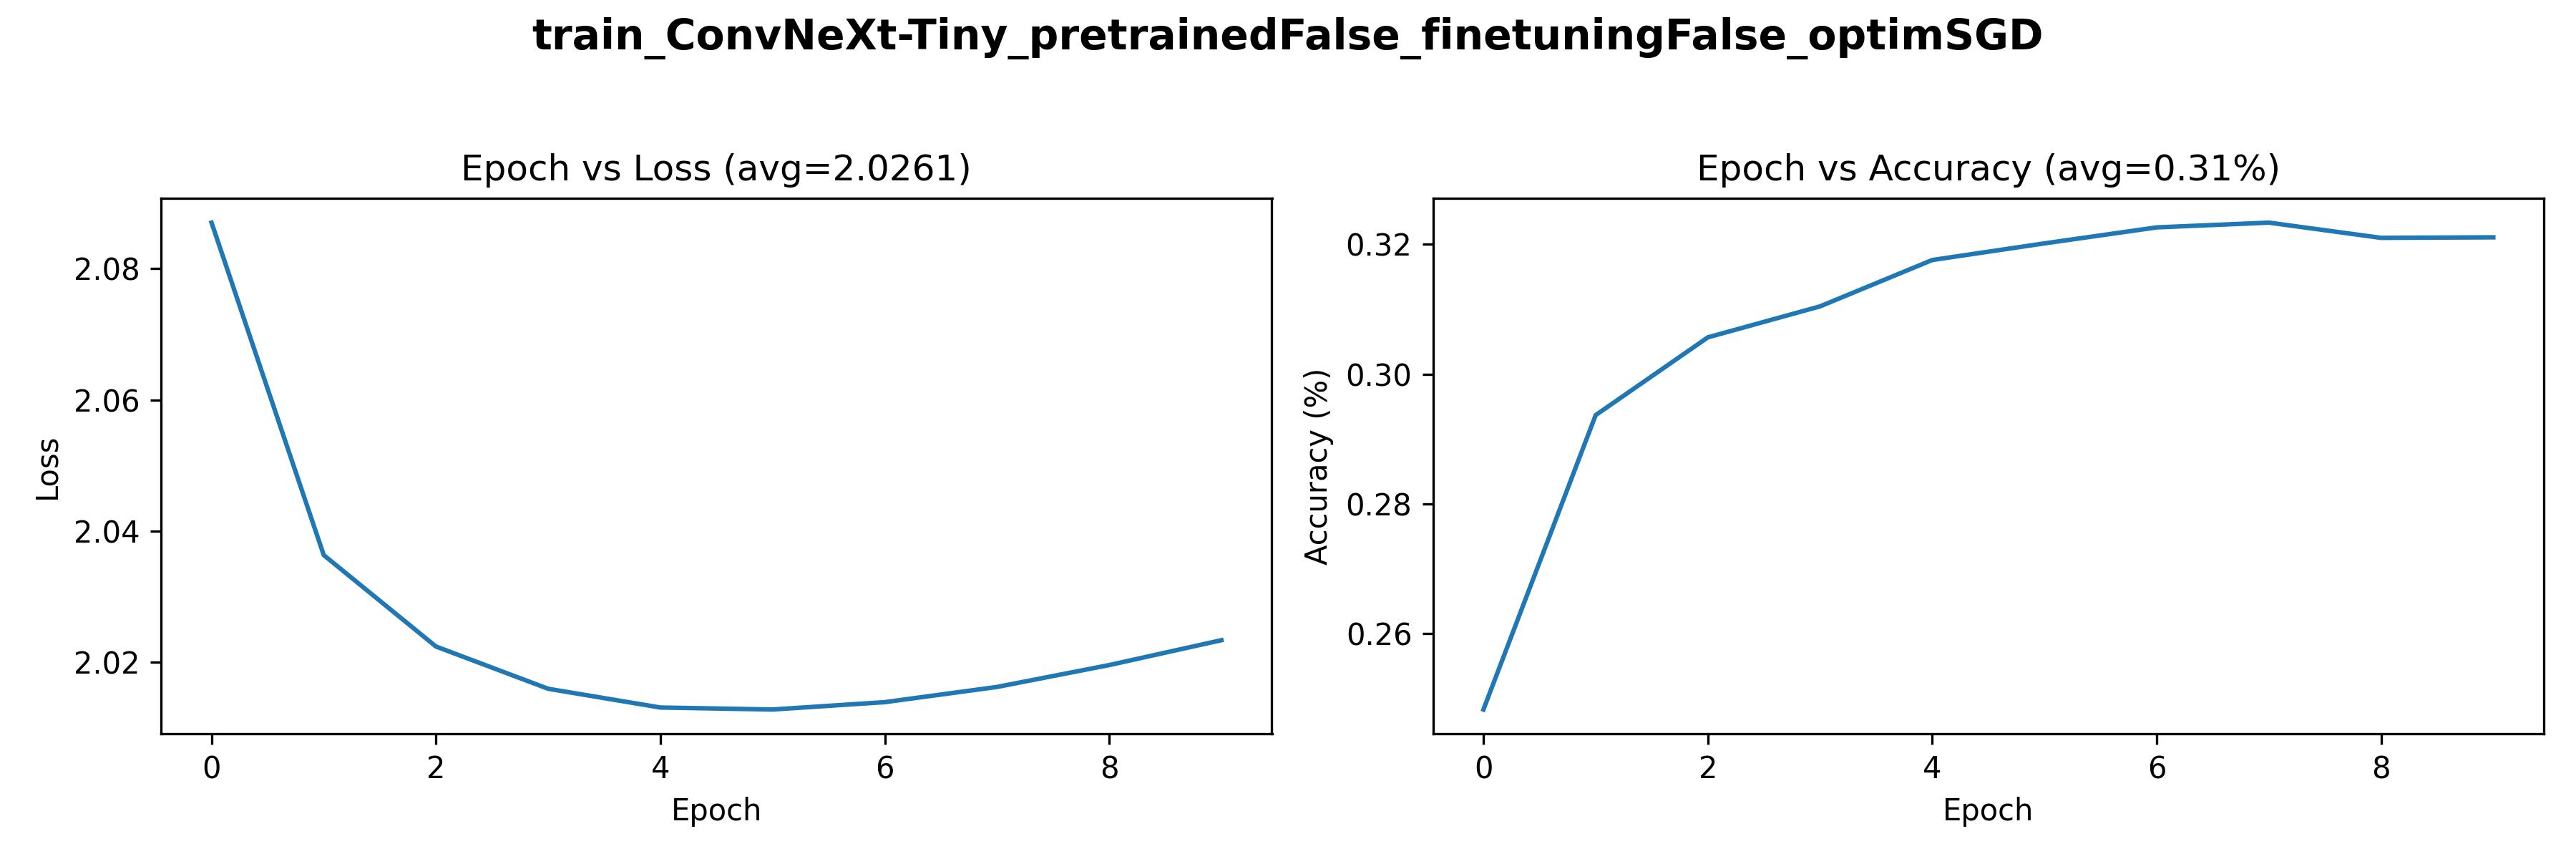 train_ConvNeXt-Tiny_pretrainedFalse_finetuningFalse_optimSGD
Epoch vs Loss (avg=2.0261)
Loss
2.08
2.06
2.04
2.02
0 2 4 6 8
Epoch
Epoch vs Accuracy (avg=0.31%)
Accuracy (%)
0.32
0.30
0.28
0.26
0 2 4 6 8
Epoch